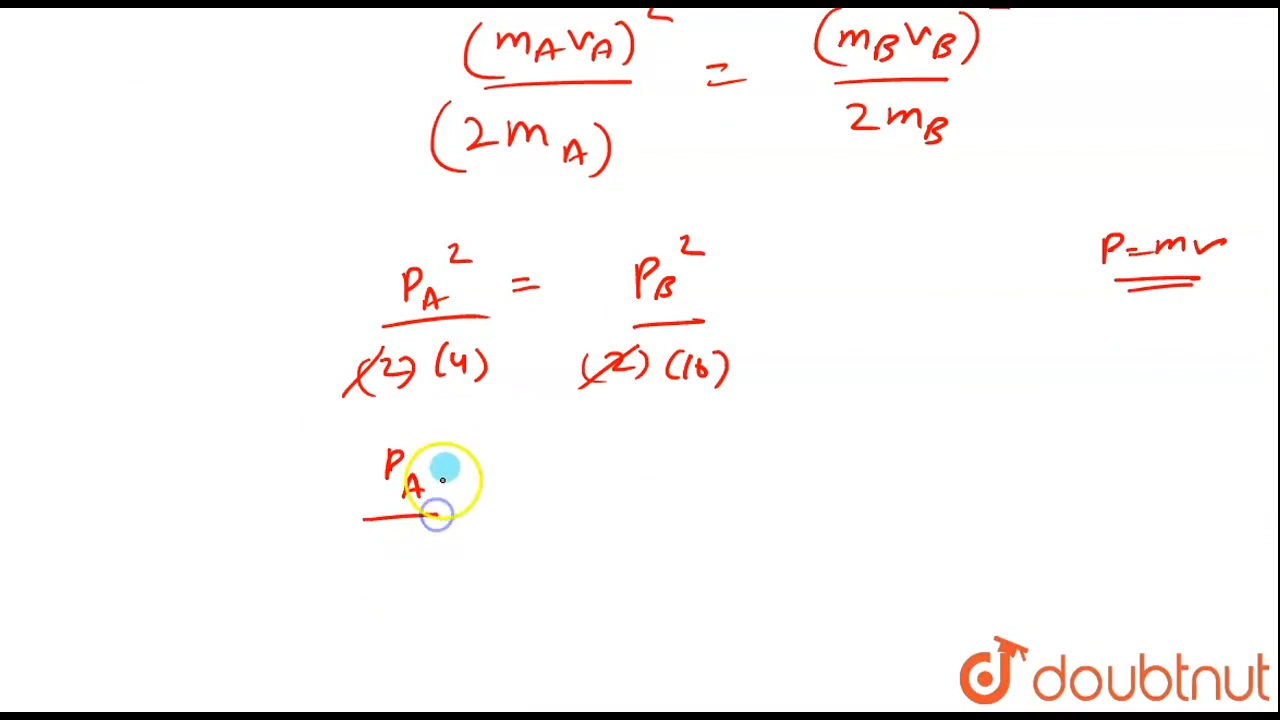 (mAvA)² = (mBvB)²
(2mA) 2mB
P=mv
PA² = PB²
(2)(4) (2)(16)
PA
doubtnut